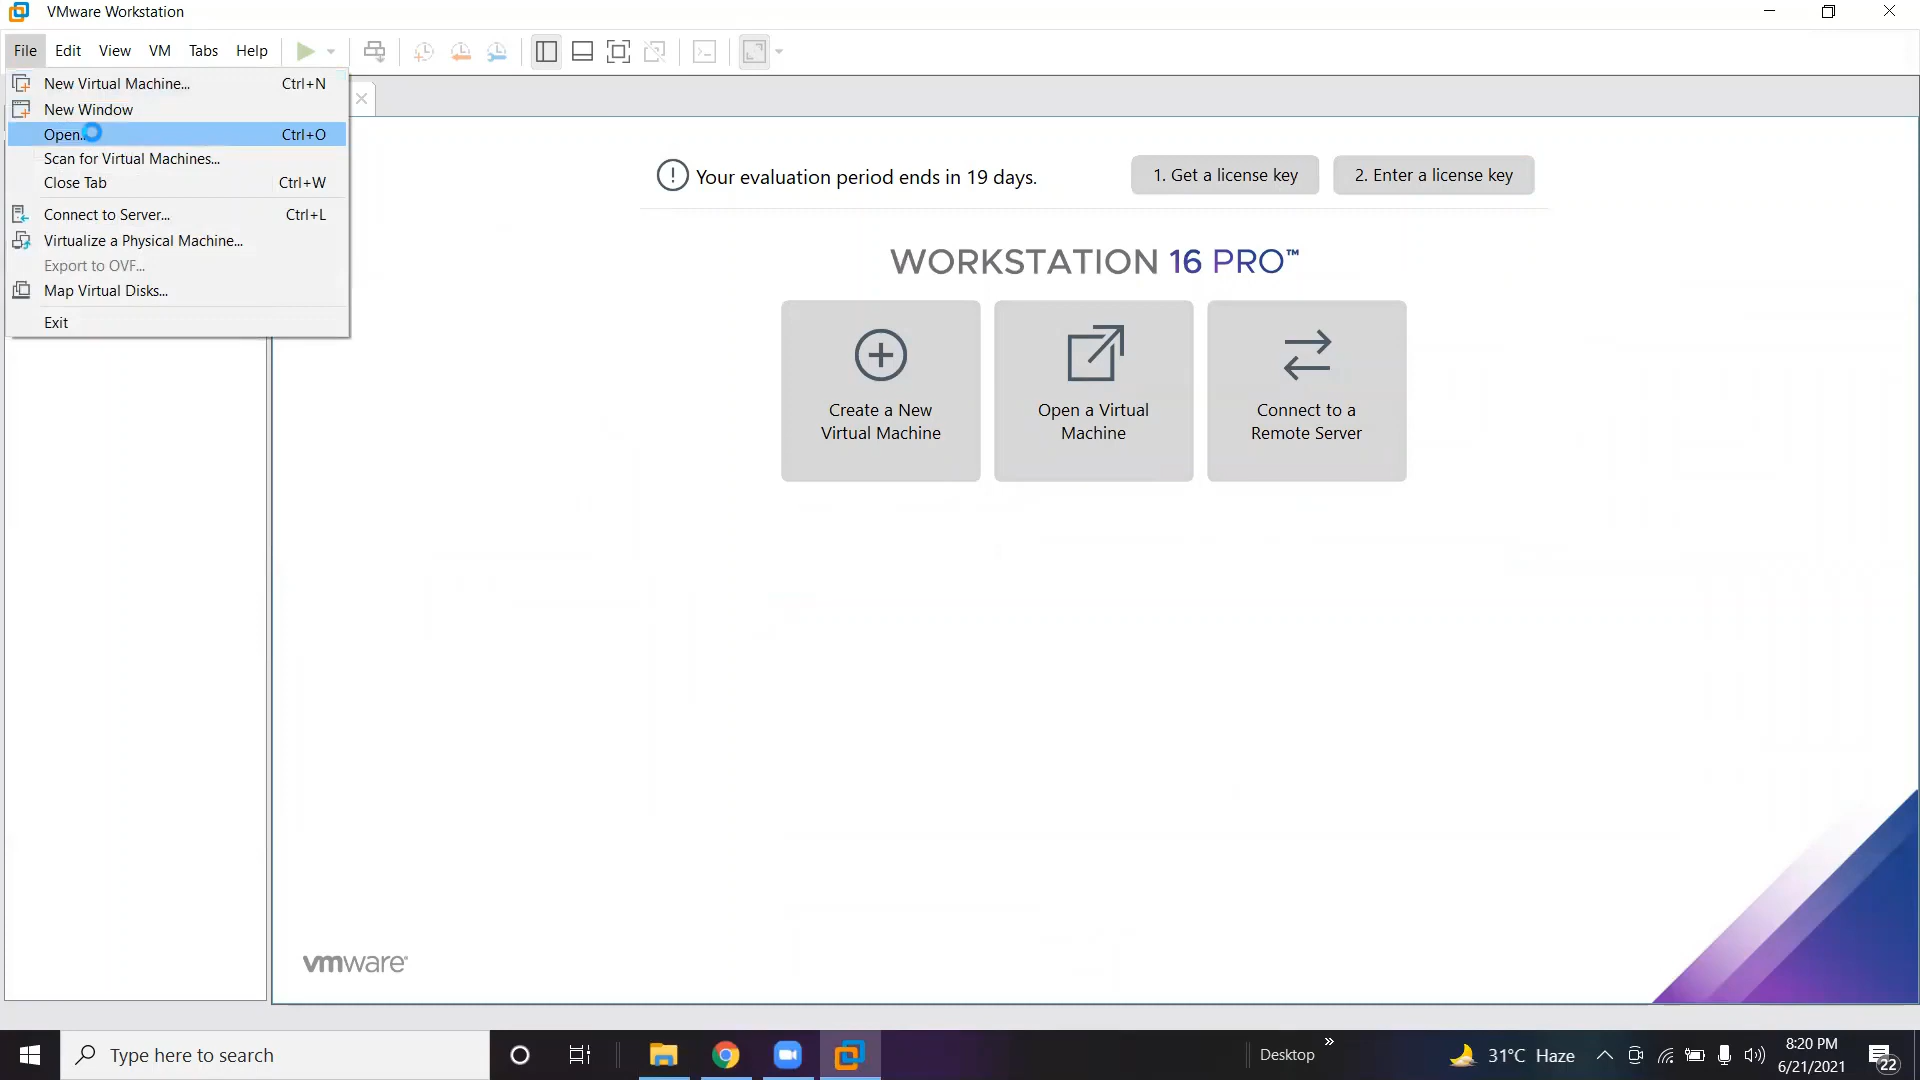 VMware Workstation
File Edit View VM Tabs Help
New Virtual Machine... Ctrl+N
New Window
Open... Ctrl+O
Scan for Virtual Machines...
Close Tab Ctrl+W
Connect to Server... Ctrl+L
Virtualize a Physical Machine...
Export to OVF...
Map Virtual Disks...
Exit
! Your evaluation period ends in 19 days.
1. Get a license key
2. Enter a license key
WORKSTATION 16 PRO™
Create a New
Virtual Machine
Open a Virtual
Machine
Connect to a
Remote Server
vmware®
Type here to search
Desktop »
31°C Haze
8:20 PM
6/21/2021
22